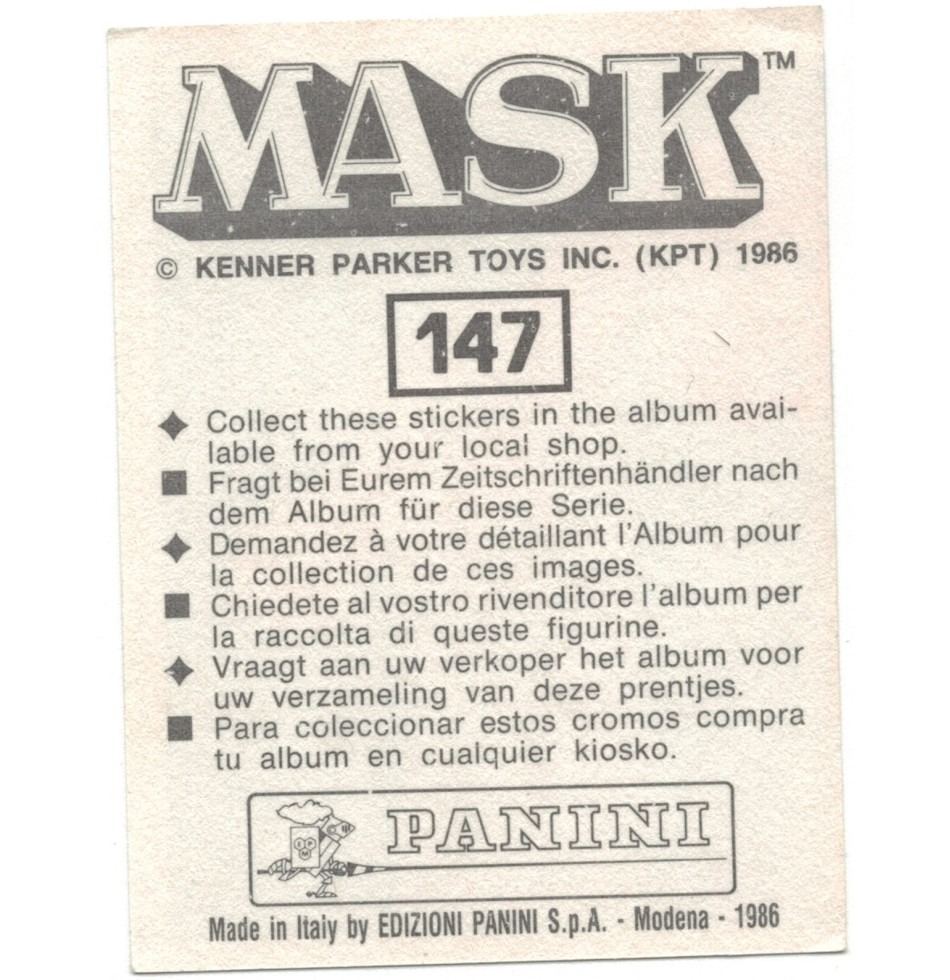 MASK™
© KENNER PARKER TOYS INC. (KPT) 1986
147
Collect these stickers in the album avai-
lable from your local shop.
Fragt bei Eurem Zeitschriftenhändler nach
dem Album für diese Serie.
Demandez à votre détaillant l'Album pour
la collection de ces images.
Chiedete al vostro rivenditore l'album per
la raccolta di queste figurine.
Vraagt aan uw verkoper het album voor
uw verzameling van deze prentjes.
Para coleccionar estos cromos compra
tu album en cualquier kiosko.
PANINI
Made in Italy by EDIZIONI PANINI S.p.A. - Modena - 1986